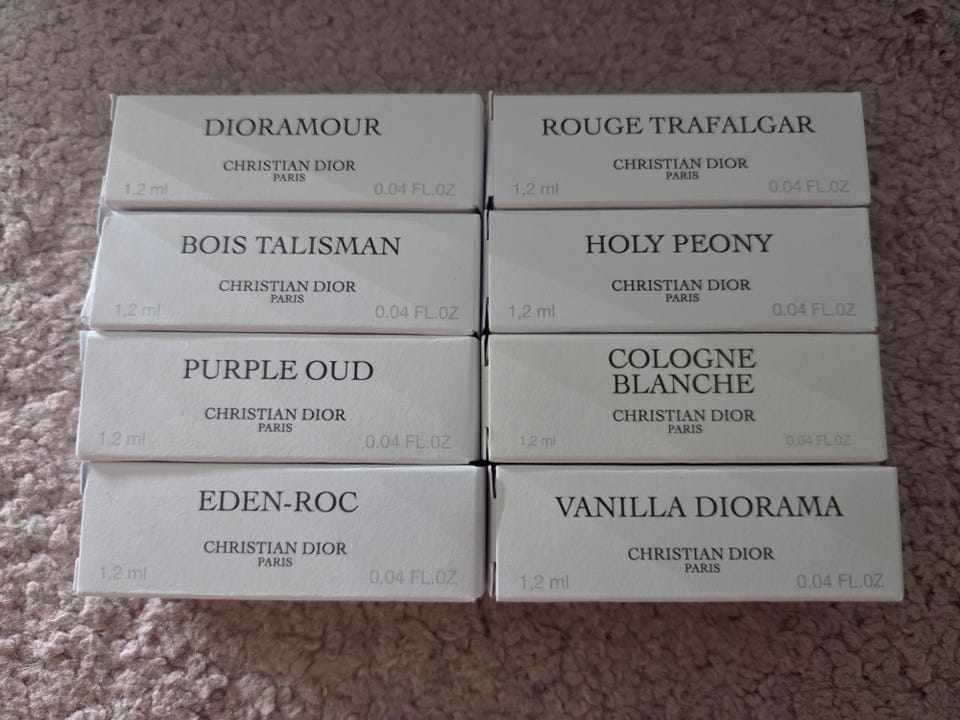 DIORAMOUR
CHRISTIAN DIOR
PARIS
1,2 ml 0.04 FL.OZ
ROUGE TRAFALGAR
CHRISTIAN DIOR
PARIS
1,2 ml 0.04 FL.OZ
BOIS TALISMAN
CHRISTIAN DIOR
PARIS
1,2 ml 0.04 FL.OZ
HOLY PEONY
CHRISTIAN DIOR
PARIS
1,2 ml 0.04 FL.OZ
PURPLE OUD
CHRISTIAN DIOR
PARIS
1,2 ml 0.04 FL.OZ
COLOGNE
BLANCHE
CHRISTIAN DIOR
PARIS
1,2 ml 0.04 FL.OZ
EDEN-ROC
CHRISTIAN DIOR
PARIS
1,2 ml 0.04 FL.OZ
VANILLA DIORAMA
CHRISTIAN DIOR
PARIS
1,2 ml 0.04 FL.OZ